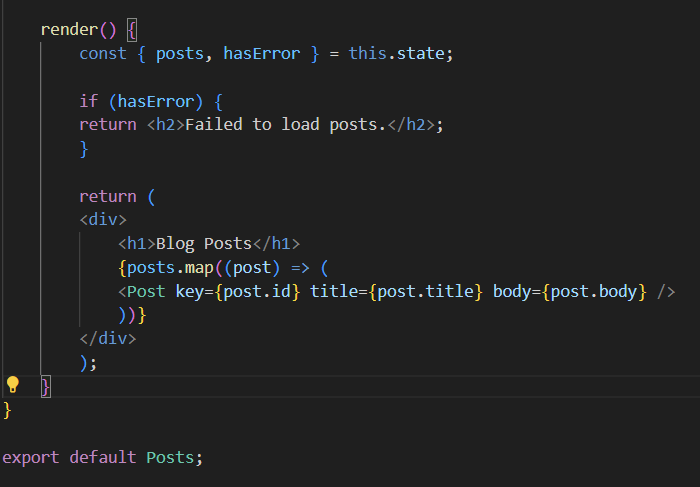 render() {
const { posts, hasError } = this.state;
if (hasError) {
return <h2>Failed to load posts.</h2>;
}
return (
<div>
<h1>Blog Posts</h1>
{posts.map((post) => (
<Post key={post.id} title={post.title} body={post.body} />
))}
</div>
);
}
}
export default Posts;